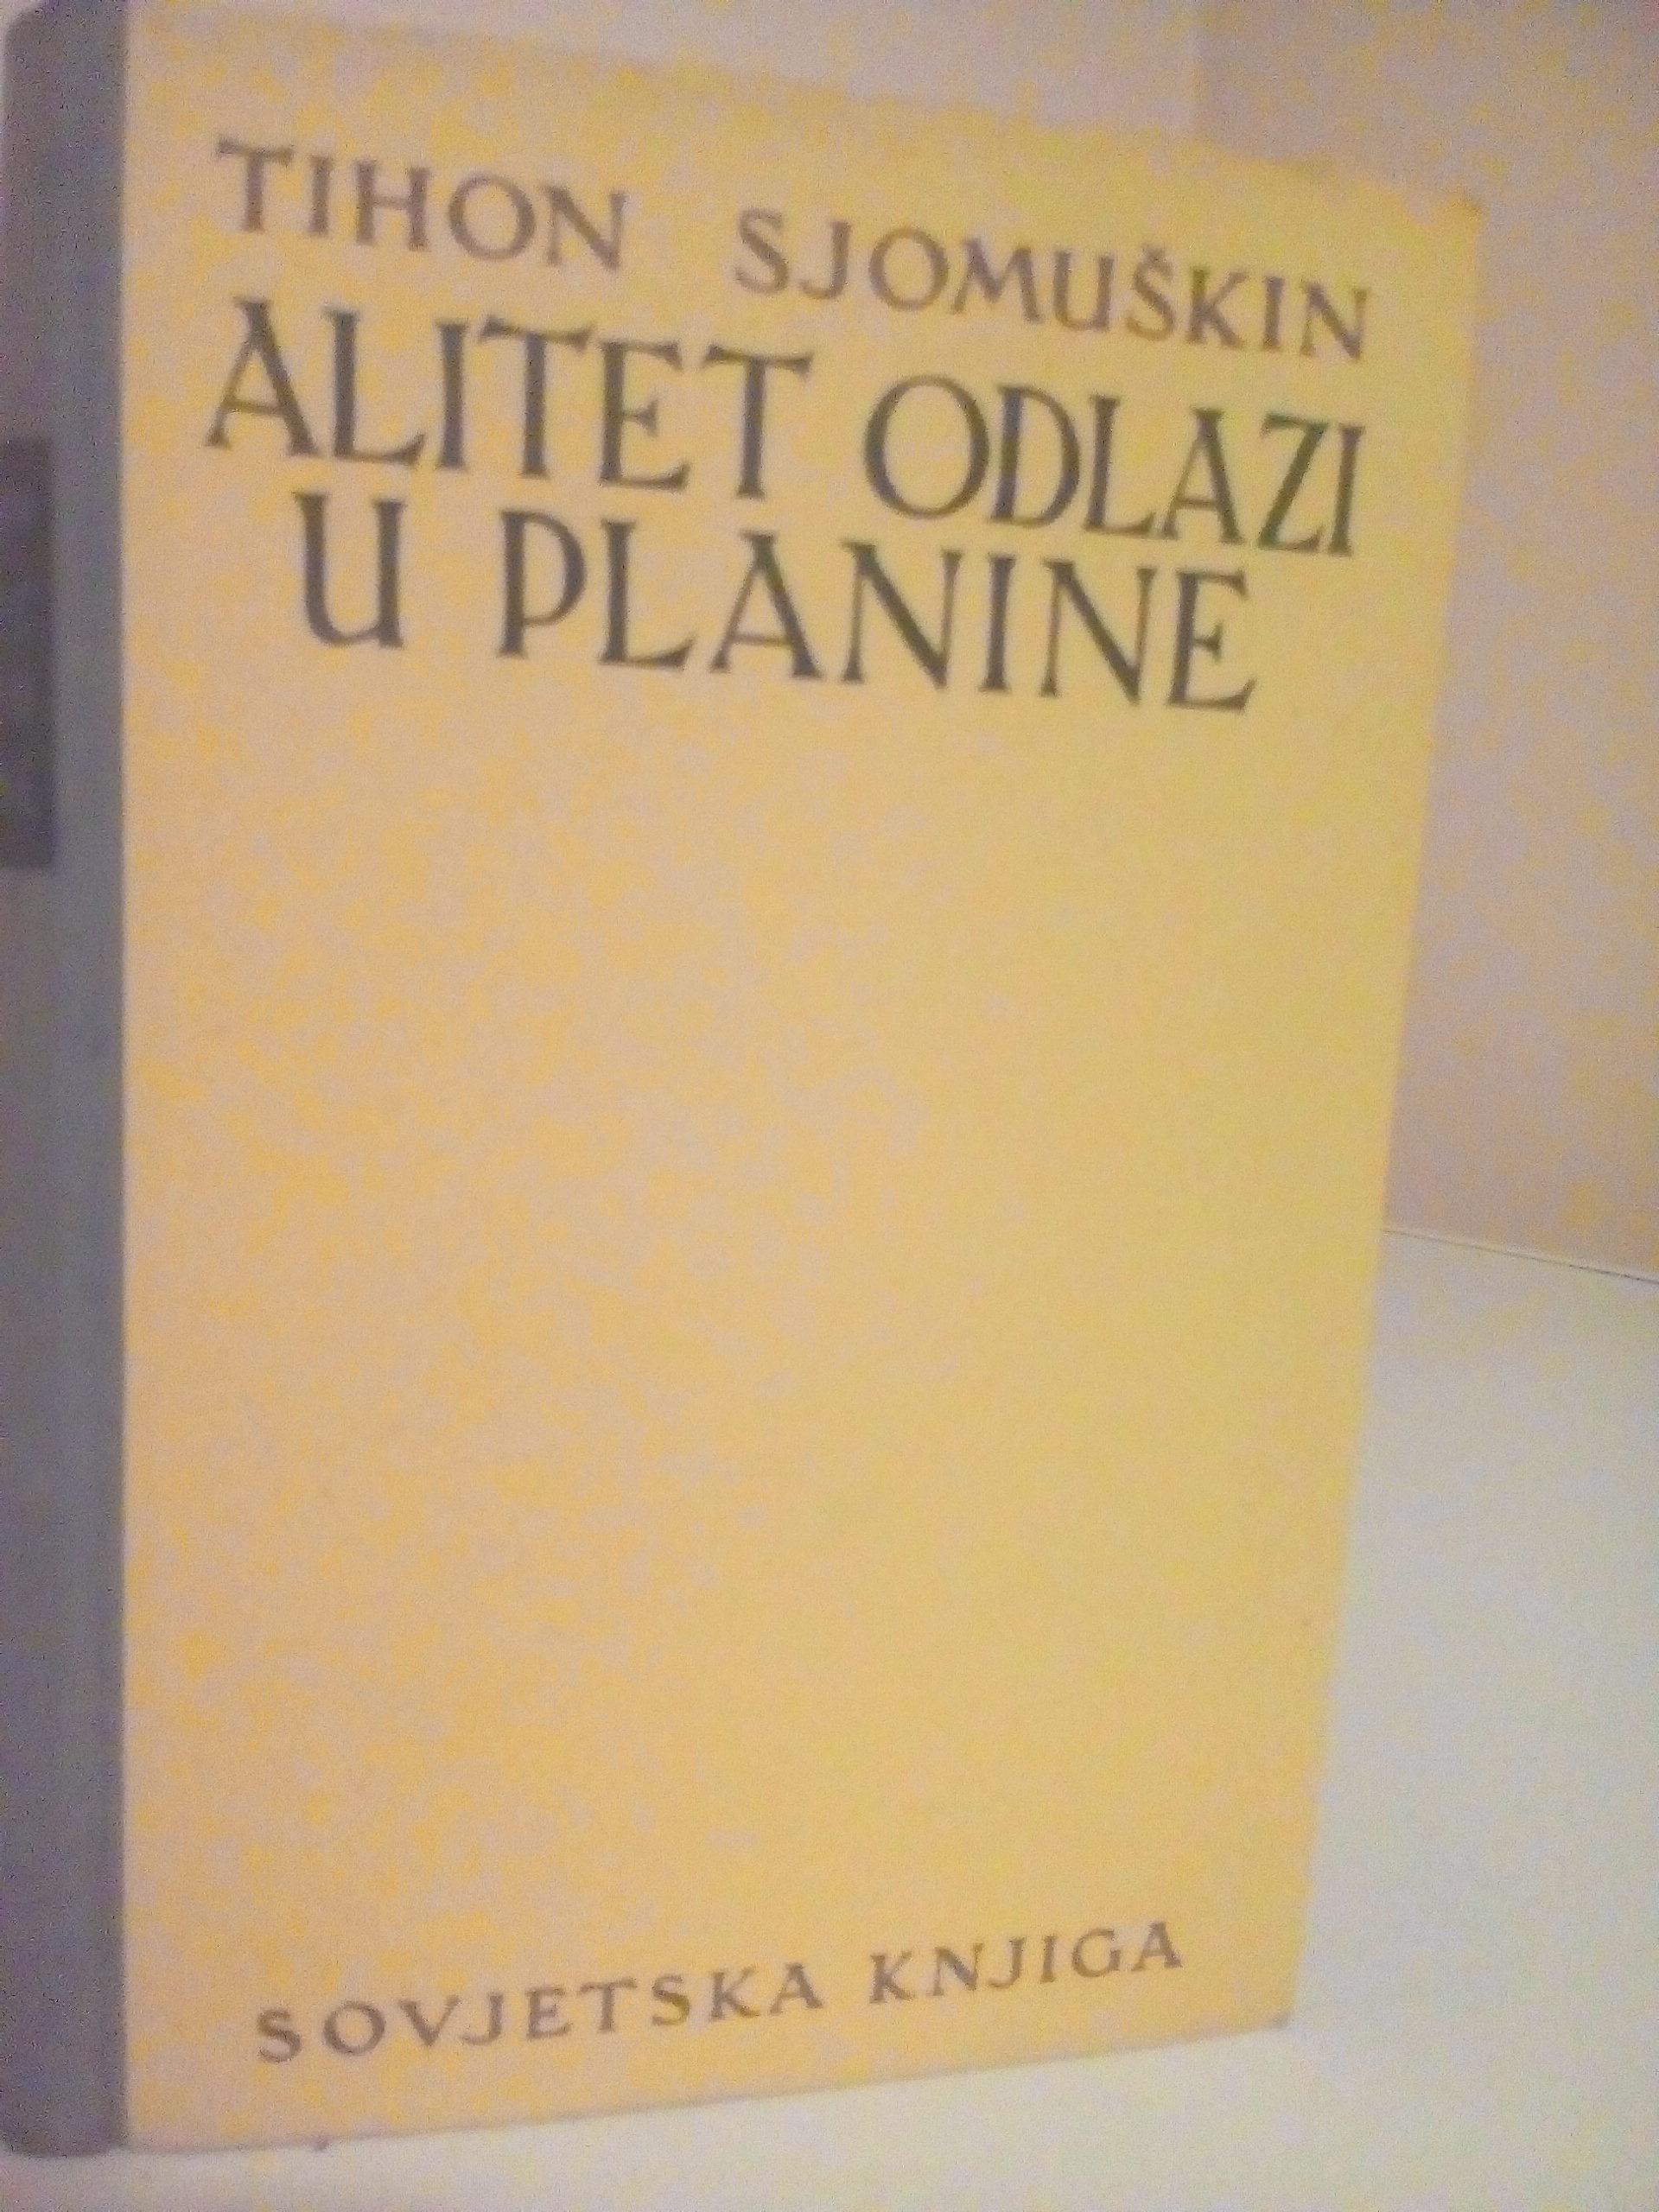 TIHON SJOMUŠKIN
ALITET ODLAZI
U PLANINE
SOVJETSKA KNJIGA